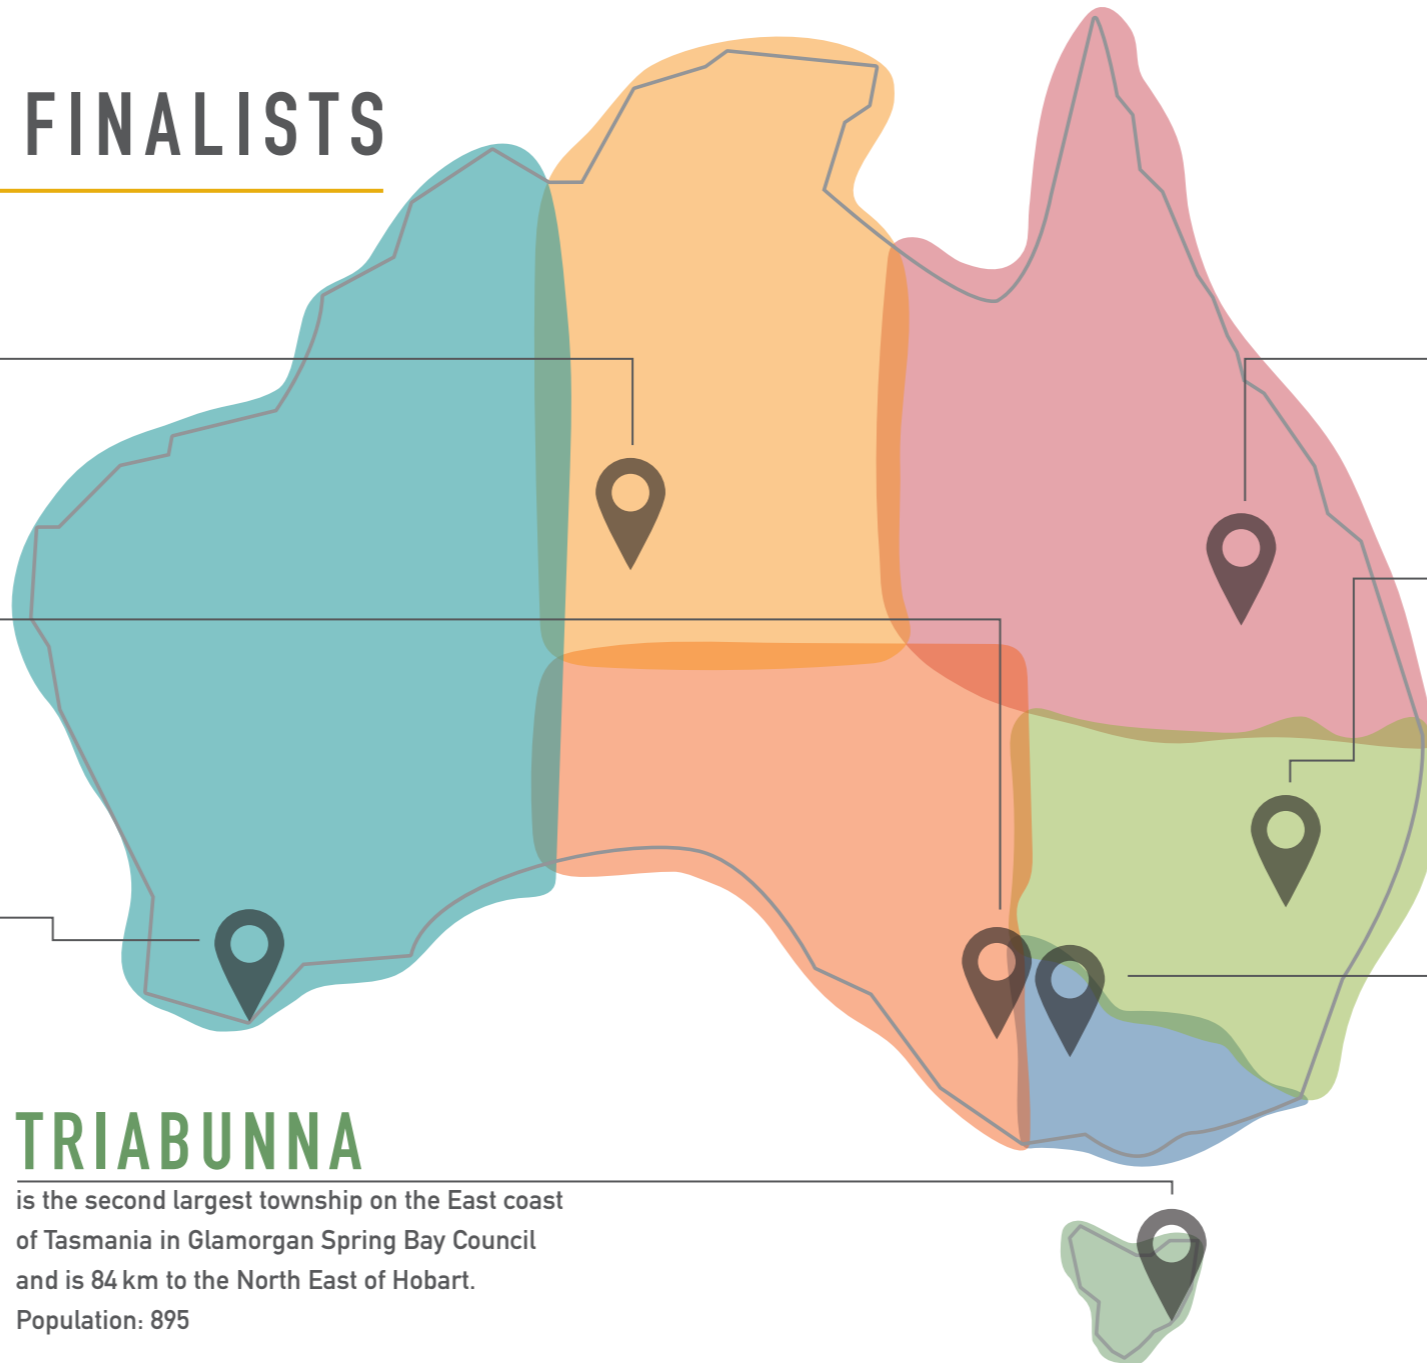 FINALISTS
TRIABUNNA
is the second largest township on the East coast
of Tasmania in Glamorgan Spring Bay Council
and is 84 km to the North East of Hobart.
Population: 895